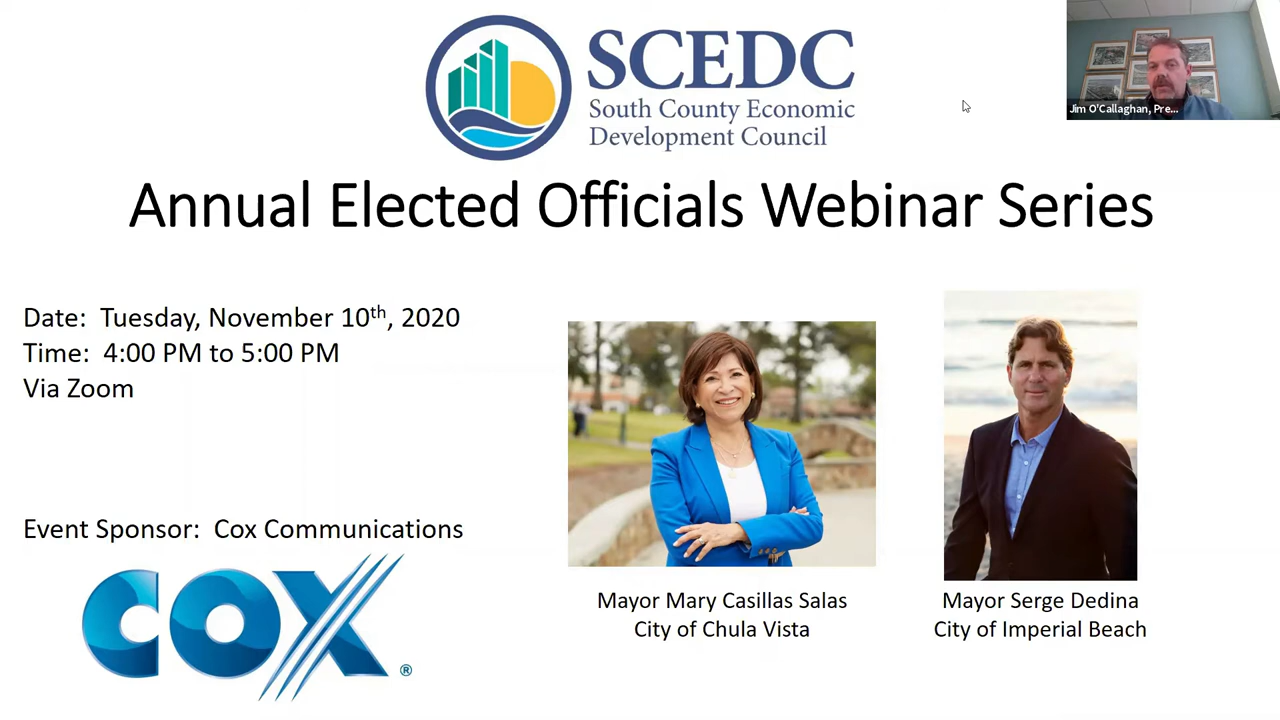 SCEDC
South County Economic
Development Council
Jim O'Callaghan, Pre...
Annual Elected Officials Webinar Series
Date:  Tuesday, November 10th, 2020
Time:  4:00 PM to 5:00 PM
Via Zoom
Event Sponsor:  Cox Communications
COX®
Mayor Mary Casillas Salas
City of Chula Vista
Mayor Serge Dedina
City of Imperial Beach